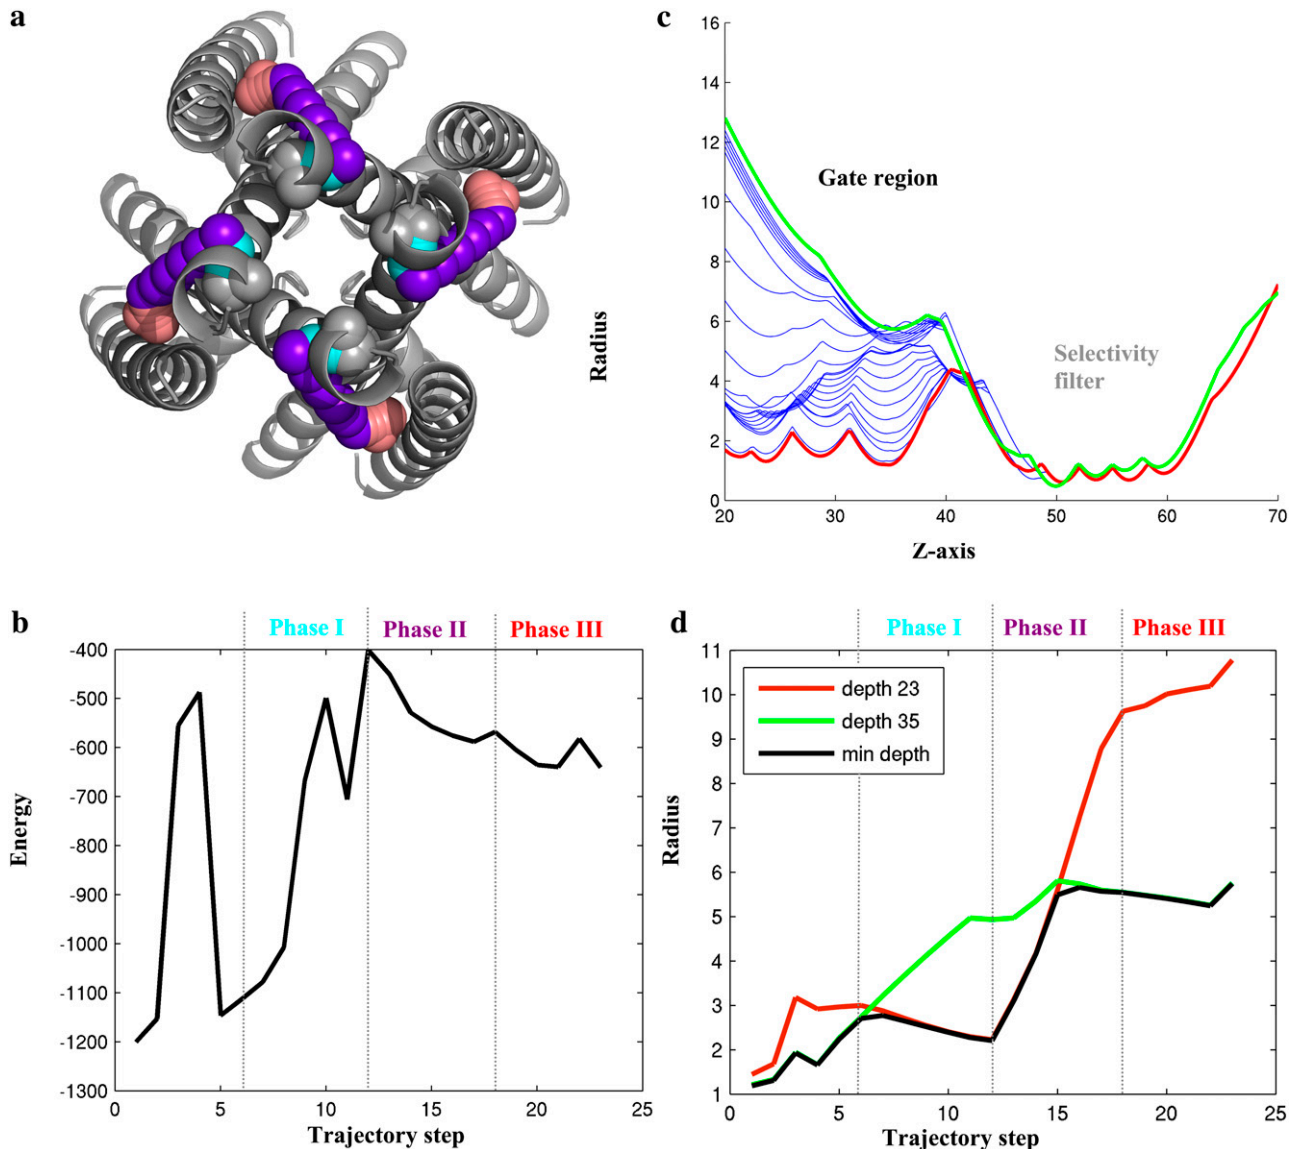 a
c
Radius
16
14
12
10
8
6
4
2
0
20
30
40
50
60
70
Gate region
Selectivity
filter
Z-axis
b
Phase I
Phase II
Phase III
Energy
-400
-500
-600
-700
-800
-900
-1000
-1100
-1200
-1300
0
5
10
15
20
25
Trajectory step
d
Phase I
Phase II
Phase III
Radius
11
10
9
8
7
6
5
4
3
2
1
depth 23
depth 35
min depth
0
5
10
15
20
25
Trajectory step